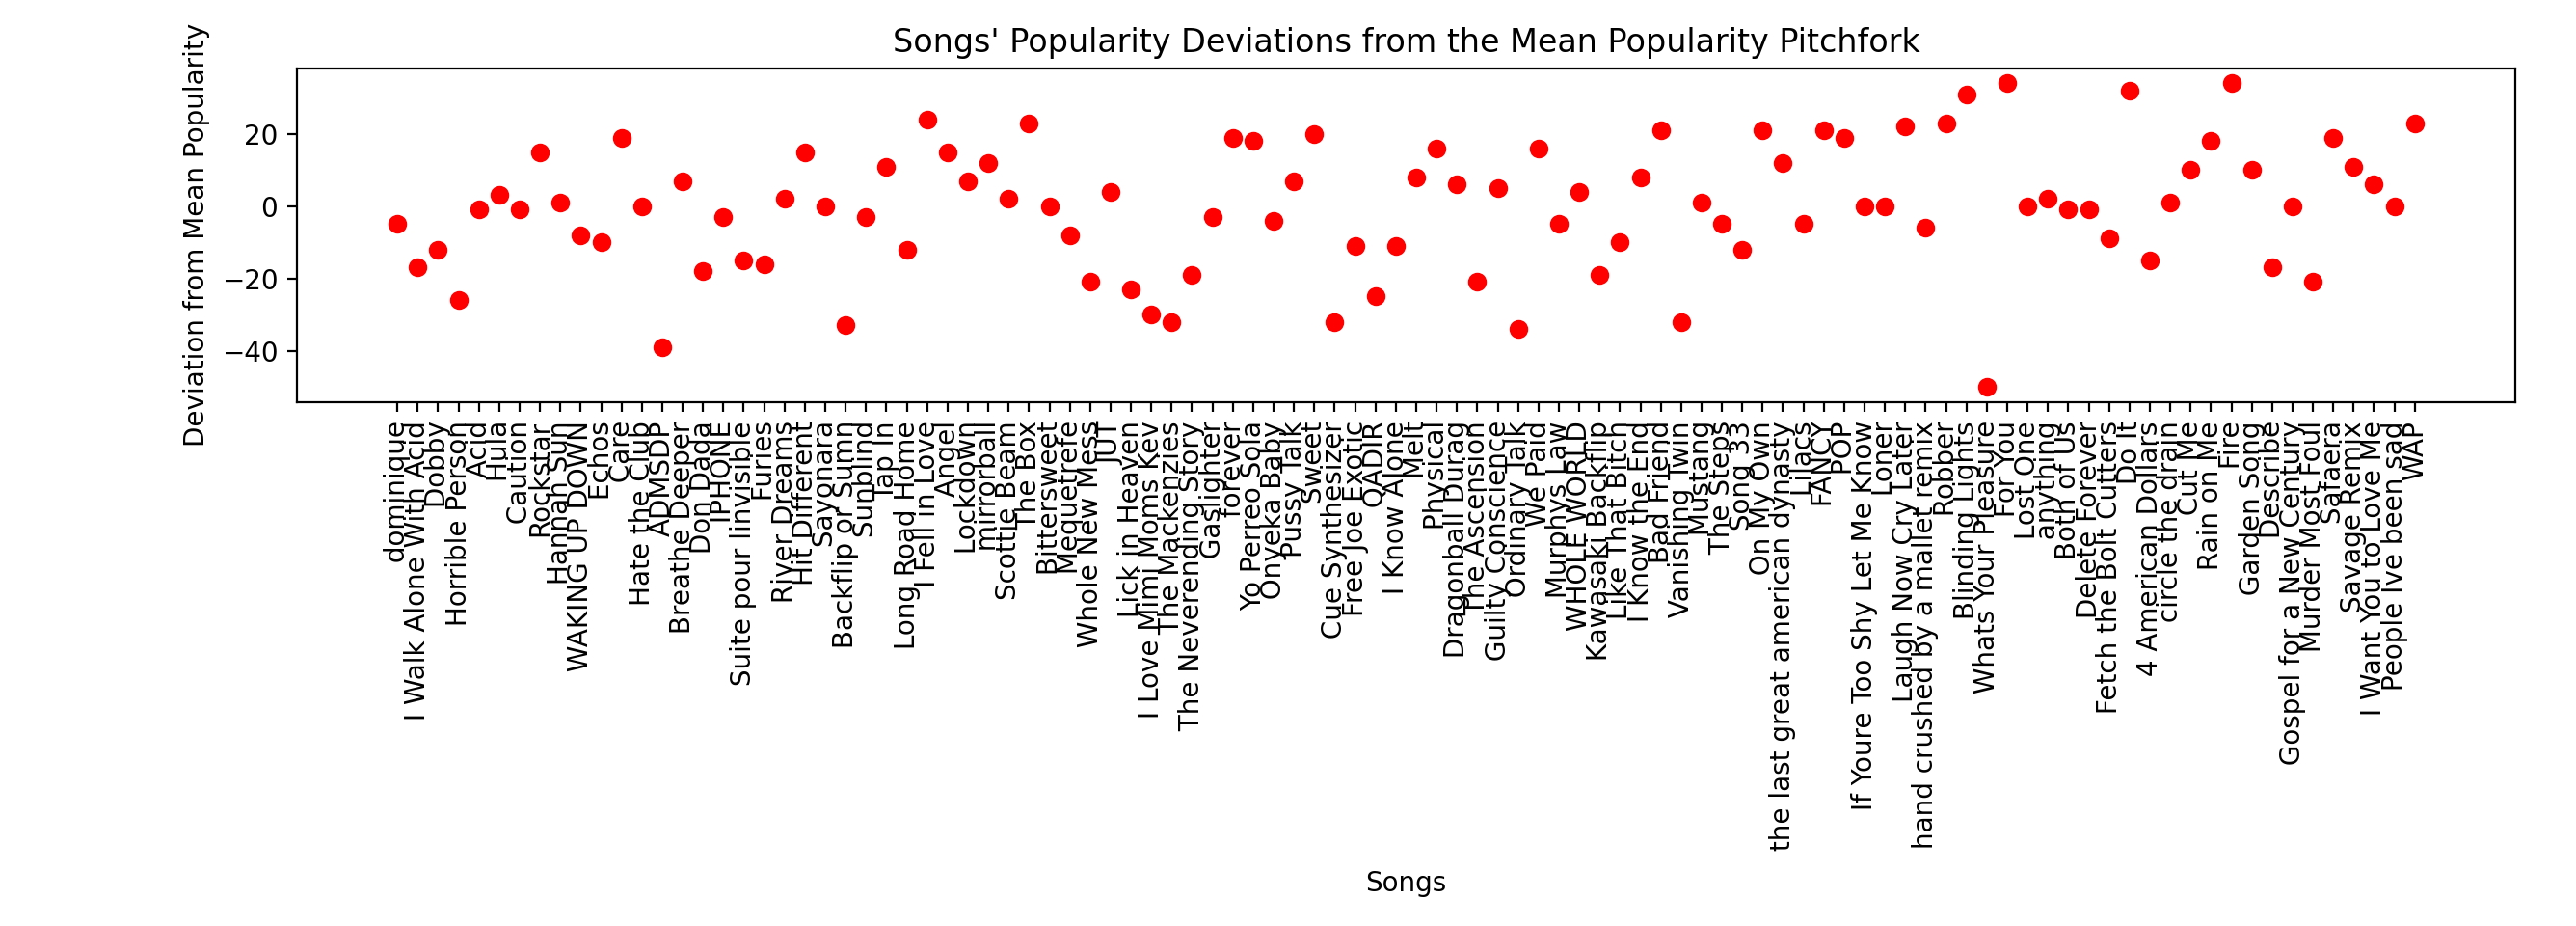 Songs' Popularity Deviations from the Mean Popularity Pitchfork
Deviation from Mean Popularity
20
0
−20
−40
dominique
I Walk Alone With Acid
Dobby
Horrible Person
Acid
Hula
Caution
Rockstar
Hannah Sun
WAKING UP DOWN
Echos
Care
Hate the Club
ADMSDP
Breathe Deeper
Don Dada
IPHONE
Suite pour linvisible
Furies
River Dreams
Hit Different
Sayonara
Backflip or Sumn
Sunblind
Tap In
Long Road Home
I Fell in Love
Angel
Lockdown
mirrorball
Scottie Beam
The Box
Bittersweet
Mequetrefe
Whole New Mess
JU7
Lick in Heaven
I Love Mimi Moms Kev
The Mackenzies
The Neverending Story
Gaslighter
forever
Yo Perreo Sola
Onyeka Baby
Pussy Talk
Sweet
Cue Synthesizer
Free Joe Exotic
OADIR
I Know Alone
Melt
Physical
Dragonball Durag
The Ascension
Guilty Conscience
Ordinary Talk
We Paid
Murphys Law
WHOLE WORLD
Kawasaki Backflip
Like That Bitch
I Know the End
Bad Friend
Vanishing Twin
Mustang
The Steps
Song 33
On My Own
the last great american dynasty
Lilacs
FANCY
POP
If Youre Too Shy Let Me Know
Loner
Laugh Now Cry Later
hand crushed by a mallet remix
Robber
Blinding Lights
Whats Your Pleasure
For You
Lost One
anything
Both of Us
Delete Forever
Fetch the Bolt Cutters
Do It
4 American Dollars
circle the drain
Cut Me
Rain on Me
Fire
Garden Song
Describe
Gospel for a New Century
Murder Most Foul
Safaera
Savage Remix
I Want You to Love Me
People Ive been sad
WAP
Songs